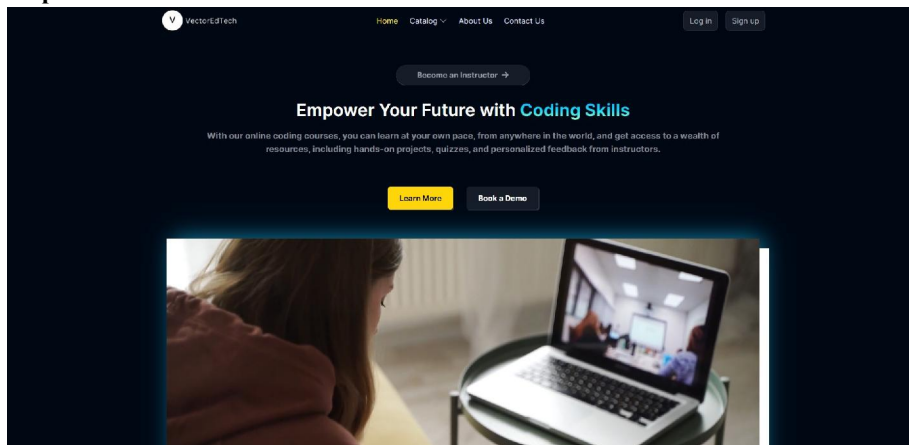 V VectorEdTech Home Catalog About Us Contact Us Log in Sign up
Become an Instructor →
Empower Your Future with Coding Skills
With our online coding courses, you can learn at your own pace, from anywhere in the world, and get access to a wealth of
resources, including hands-on projects, quizzes, and personalized feedback from instructors.
Learn More Book a Demo